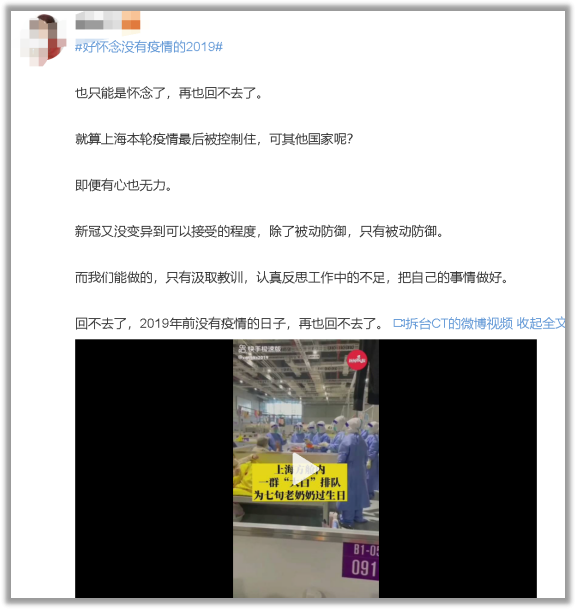 #好怀念没有疫情的2019#
也只能是怀念了，再也回不去了。
就算上海本轮疫情最后被控制住，可其他国家呢？
即便有心也无力。
新冠又没变异到可以接受的程度，除了被动防御，只有被动防御。
而我们能做的，只有汲取教训，认真反思工作中的不足，把自己的事情做好。
回不去了，2019年前没有疫情的日子，再也回不去了。 拆台CT的微博视频 收起全文
快手极速版
上海方舱内
一群“大白”排队
为七旬老奶奶过生日
B1-05
091